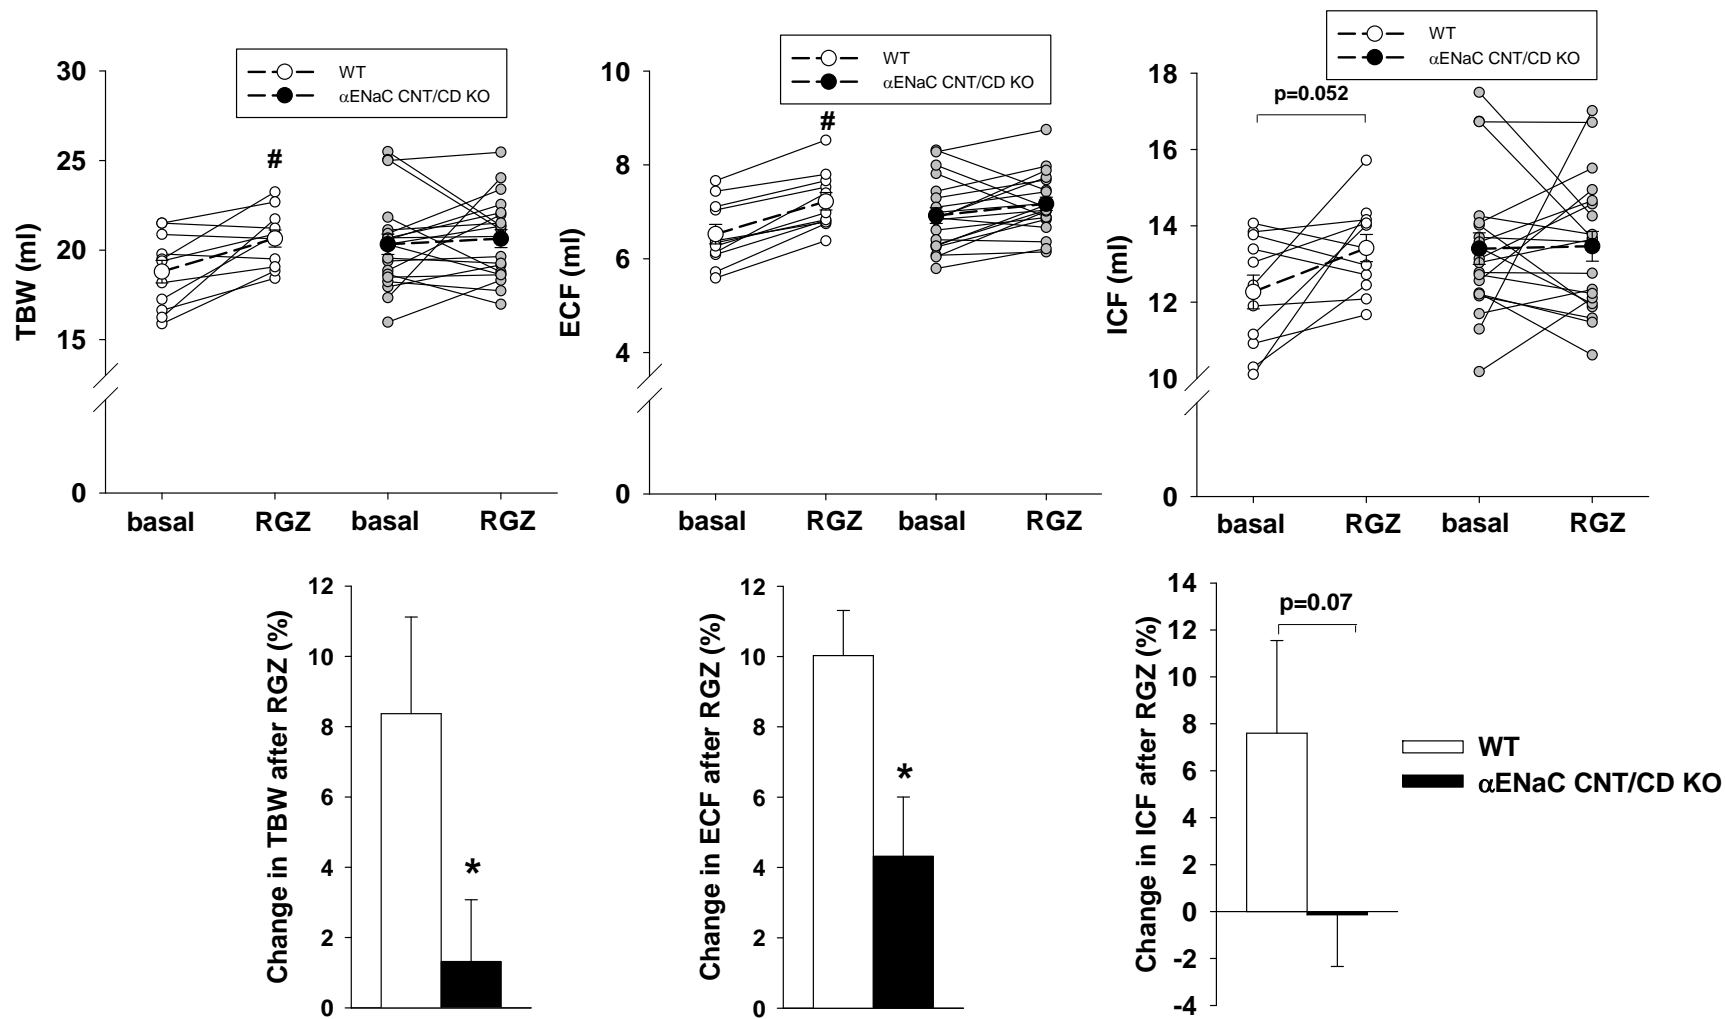 WT
αENaC CNT/CD KO
TBW (ml)
30
25
20
15
0
#
basal
RGZ
basal
RGZ
WT
αENaC CNT/CD KO
ECF (ml)
10
8
6
4
0
#
basal
RGZ
basal
RGZ
WT
αENaC CNT/CD KO
ICF (ml)
18
16
14
12
10
0
p=0.052
basal
RGZ
basal
RGZ
Change in TBW after RGZ (%)
12
10
8
6
4
2
0
*
Change in ECF after RGZ (%)
12
10
8
6
4
2
0
*
Change in ICF after RGZ (%)
14
12
10
8
6
4
2
0
-2
-4
p=0.07
WT
αENaC CNT/CD KO